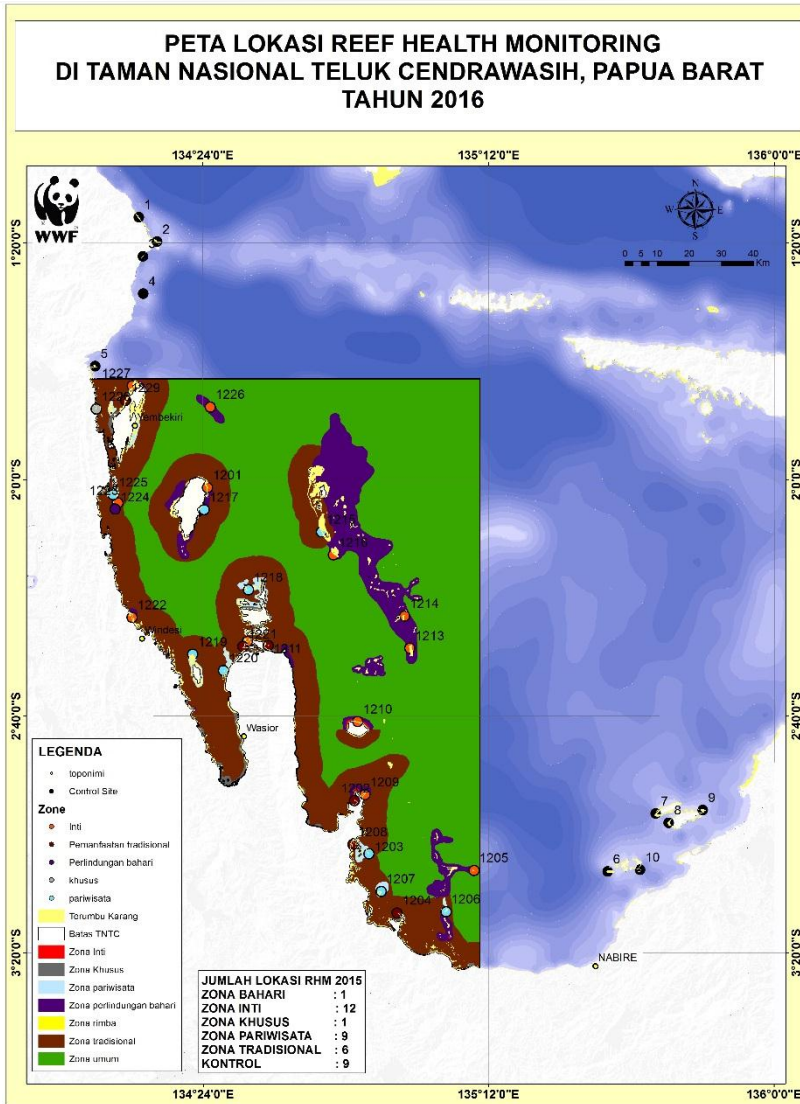 PETA LOKASI REEF HEALTH MONITORING
DI TAMAN NASIONAL TELUK CENDRAWASIH, PAPUA BARAT
TAHUN 2016
134°24'0"E
135°12'0"E
136°0'0"E
WWF
N
W E
S
0 5 10 20 30 40
Km
1°20'0"S
1°20'0"S
1
2
3
4
5
1227
1229
1226
2°0'0"S
2°0'0"S
1201
1225
1224
1217
1216
1218
1214
1222
Windesi
1213
1219
1211
2°40'0"S
2°40'0"S
1210
Wasior
1209
7
8
9
1208
1203
1205
6
10
1207
1204
1206
3°20'0"S
3°20'0"S
NABIRE
LEGENDA
toponimi
Control Site
Zone
Inti
Pemanfaatan tradisional
Perlindungan bahari
khusus
pariwisata
Terumbu Karang
Batas TNTC
Zona Inti
Zona Khusus
Zona pariwisata
Zona perlindungan bahari
Zona rimba
Zona tradisional
Zona umum
JUMLAH LOKASI RHM 2015
ZONA BAHARI : 1
ZONA INTI : 12
ZONA KHUSUS : 1
ZONA PARIWISATA : 9
ZONA TRADISIONAL : 6
KONTROL : 9
134°24'0"E
135°12'0"E
136°0'0"E